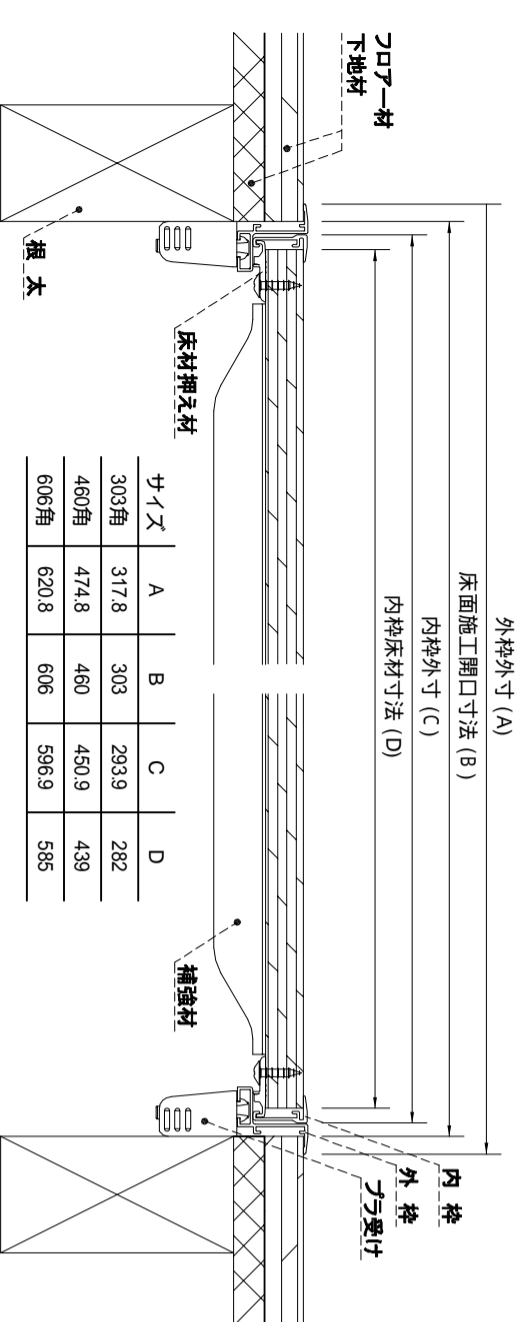 外枠外寸 (A)
床面施工開口寸法 (B)
内枠外寸 (C)
内枠床材寸法 (D)
フロアー材
下地材
内 枠
外 枠
プラ受け
根 太
床材押え材
補強材
サイズ A B C D
303角 317.8 303 293.9 282
460角 474.8 460 450.9 439
606角 620.8 606 596.9 585